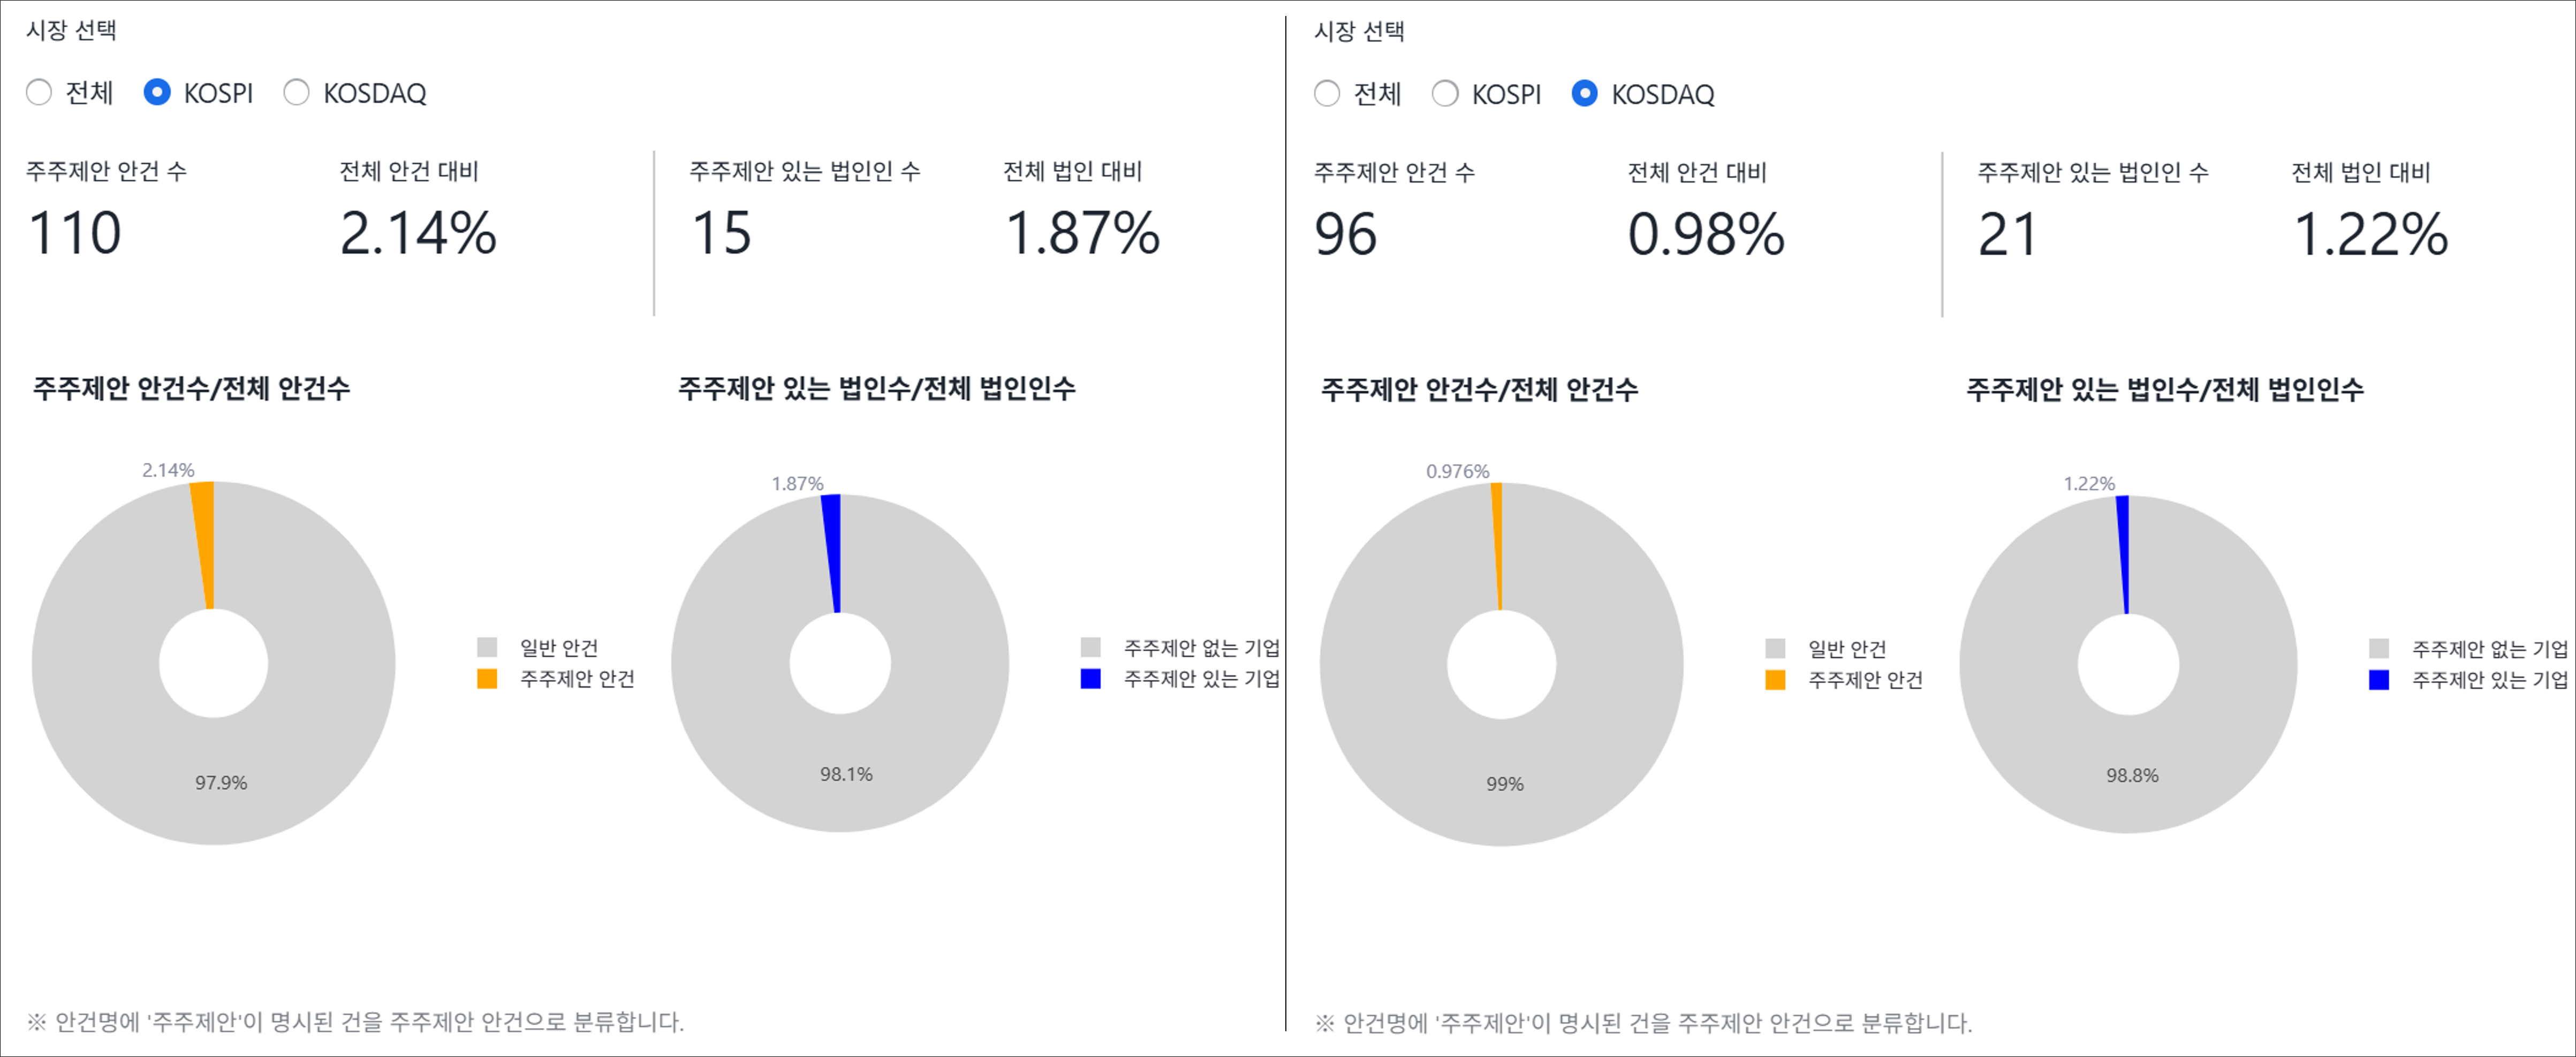 시장 선택
전체 KOSPI KOSDAQ
주주제안 안건 수 전체 안건 대비 주주제안 있는 법인인 수 전체 법인 대비
110 2.14% 15 1.87%
주주제안 안건수/전체 안건수 주주제안 있는 법인수/전체 법인인수
2.14% 1.87%
일반 안건 주주제안 없는 기업
주주제안 안건 주주제안 있는 기업
97.9% 98.1%
※ 안건명에 '주주제안'이 명시된 건을 주주제안 안건으로 분류합니다.
시장 선택
전체 KOSPI KOSDAQ
주주제안 안건 수 전체 안건 대비 주주제안 있는 법인인 수 전체 법인 대비
96 0.98% 21 1.22%
주주제안 안건수/전체 안건수 주주제안 있는 법인수/전체 법인인수
0.976% 1.22%
일반 안건 주주제안 없는 기업
주주제안 안건 주주제안 있는 기업
99% 98.8%
※ 안건명에 '주주제안'이 명시된 건을 주주제안 안건으로 분류합니다.